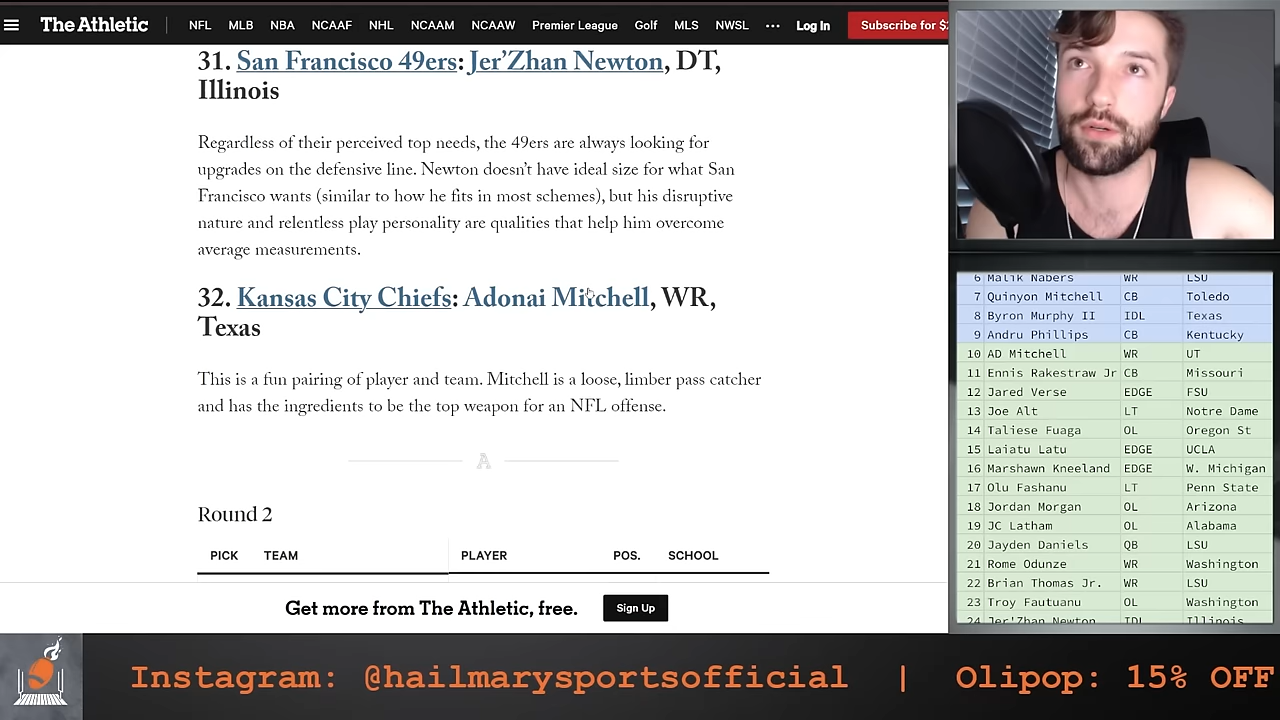 The Athletic
NFL MLB NBA NCAAF NHL NCAAM NCAAW Premier League Golf MLS NWSL ••• Log In Subscribe for $
31. San Francisco 49ers: Jer’Zhan Newton, DT,
Illinois
Regardless of their perceived top needs, the 49ers are always looking for
upgrades on the defensive line. Newton doesn’t have ideal size for what San
Francisco wants (similar to how he fits in most schemes), but his disruptive
nature and relentless play personality are qualities that help him overcome
average measurements.
32. Kansas City Chiefs: Adonai Mitchell, WR,
Texas
This is a fun pairing of player and team. Mitchell is a loose, limber pass catcher
and has the ingredients to be the top weapon for an NFL offense.
A
Round 2
PICK TEAM PLAYER POS. SCHOOL
Get more from The Athletic, free. Sign Up
6 Malik Nabers WR LSU
7 Quinyon Mitchell CB Toledo
8 Byron Murphy II IDL Texas
9 Andru Phillips CB Kentucky
10 AD Mitchell WR UT
11 Ennis Rakestraw Jr CB Missouri
12 Jared Verse EDGE FSU
13 Joe Alt LT Notre Dame
14 Taliese Fuaga OL Oregon St
15 Laiatu Latu EDGE UCLA
16 Marshawn Kneeland EDGE W. Michigan
17 Olu Fashanu LT Penn State
18 Jordan Morgan OL Arizona
19 JC Latham OL Alabama
20 Jayden Daniels QB LSU
21 Rome Odunze WR Washington
22 Brian Thomas Jr. WR LSU
23 Troy Fautuanu OL Washington
24 Jer'Zhan Newton IDL Illinois
Instagram: @hailmarysportsofficial | Olipop: 15% OFF